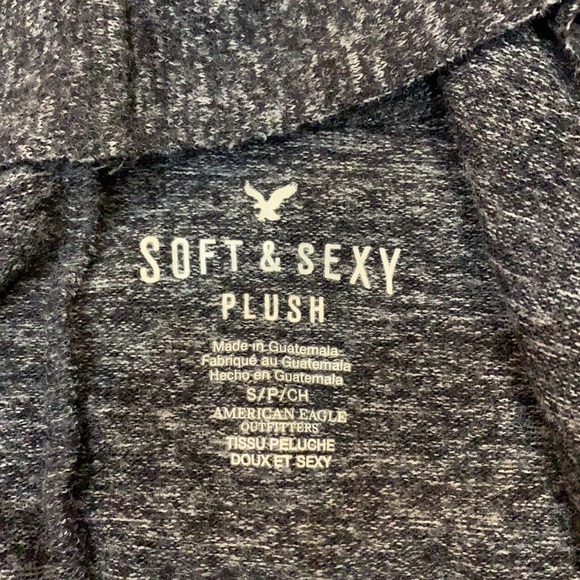 SOFT & SEXY
PLUSH
Made in Guatemala
Fabriqué au Guatemala
Hecho en Guatemala
S/P/CH
AMERICAN EAGLE
OUTFITTERS
TISSU PELUCHE
DOUX ET SEXY